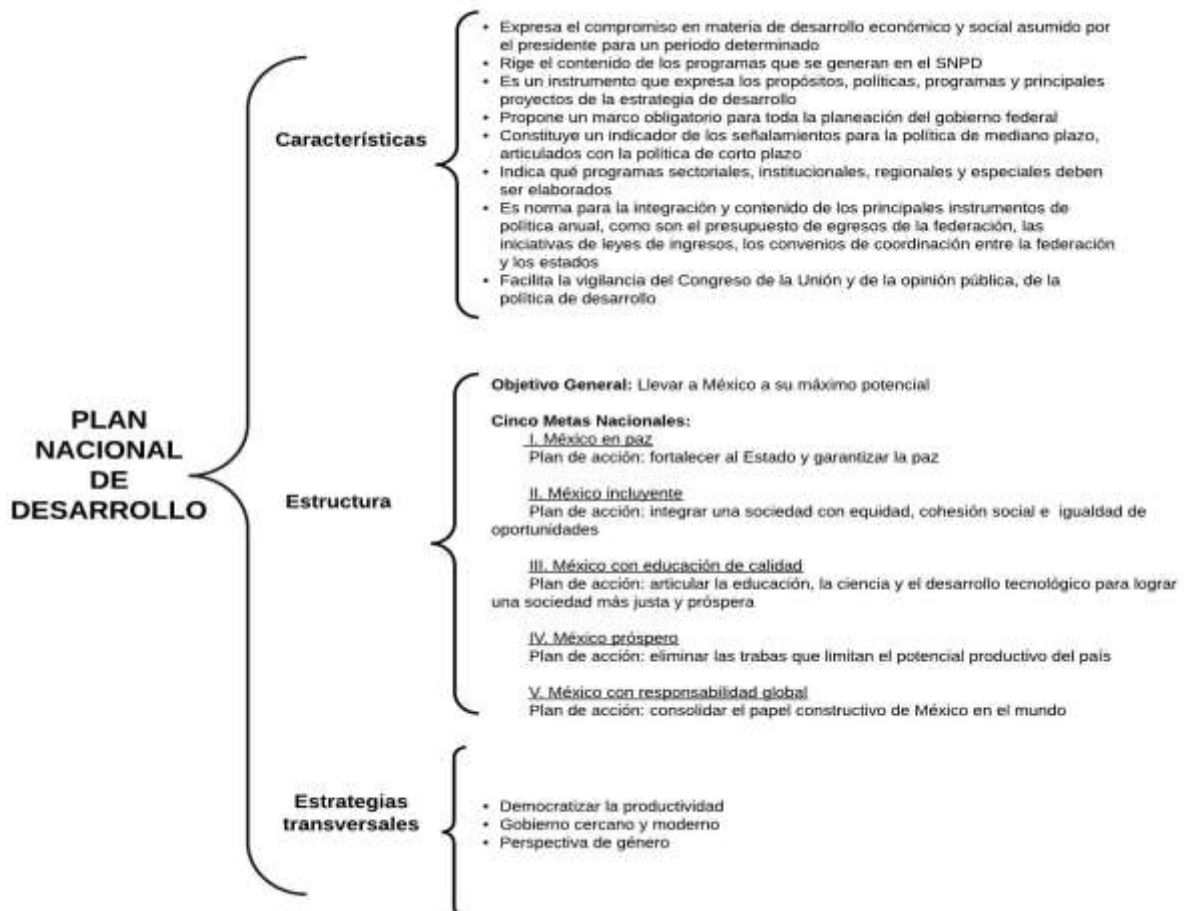 PLAN
NACIONAL
DE
DESARROLLO
Características
• Expresa el compromiso en materia de desarrollo económico y social asumido por
el presidente para un periodo determinado
• Rige el contenido de los programas que se generan en el SNPD
• Es un instrumento que expresa los propósitos, políticas, programas y principales
proyectos de la estrategia de desarrollo
• Propone un marco obligatorio para toda la planeación del gobierno federal
• Constituye un indicador de los señalamientos para la política de mediano plazo,
articulados con la política de corto plazo
• Indica qué programas sectoriales, institucionales, regionales y especiales deben
ser elaborados
• Es norma para la integración y contenido de los principales instrumentos de
política anual, como son el presupuesto de egresos de la federación, las
iniciativas de leyes de ingresos, los convenios de coordinación entre la federación
y los estados
• Facilita la vigilancia del Congreso de la Unión y de la opinión pública, de la
política de desarrollo
Estructura
Objetivo General: Llevar a México a su máximo potencial
Cinco Metas Nacionales:
I. México en paz
Plan de acción: fortalecer al Estado y garantizar la paz
II. México incluyente
Plan de acción: integrar una sociedad con equidad, cohesión social e igualdad de
oportunidades
III. México con educación de calidad
Plan de acción: articular la educación, la ciencia y el desarrollo tecnológico para lograr
una sociedad más justa y próspera
IV. México próspero
Plan de acción: eliminar las trabas que limitan el potencial productivo del país
V. México con responsabilidad global
Plan de acción: consolidar el papel constructivo de México en el mundo
Estrategias
transversales
• Democratizar la productividad
• Gobierno cercano y moderno
• Perspectiva de género